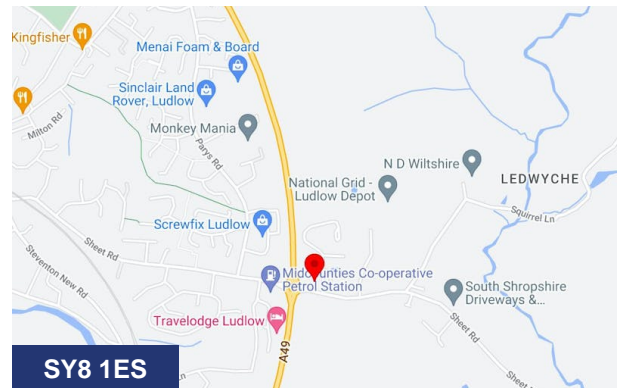 Kingfisher
Menai Foam & Board
Sinclair Land
Rover, Ludlow
Milton Rd
Monkey Mania
Parys Rd
N D Wiltshire
LEDWYCHE
National Grid -
Ludlow Depot
Squirrel Ln
Screwfix Ludlow
Sheet Rd
Steventon New Rd
Midcounties Co-operative
Petrol Station
South Shropshire
Driveways &...
Travelodge Ludlow
Sheet Rd
A49
SY8 1ES